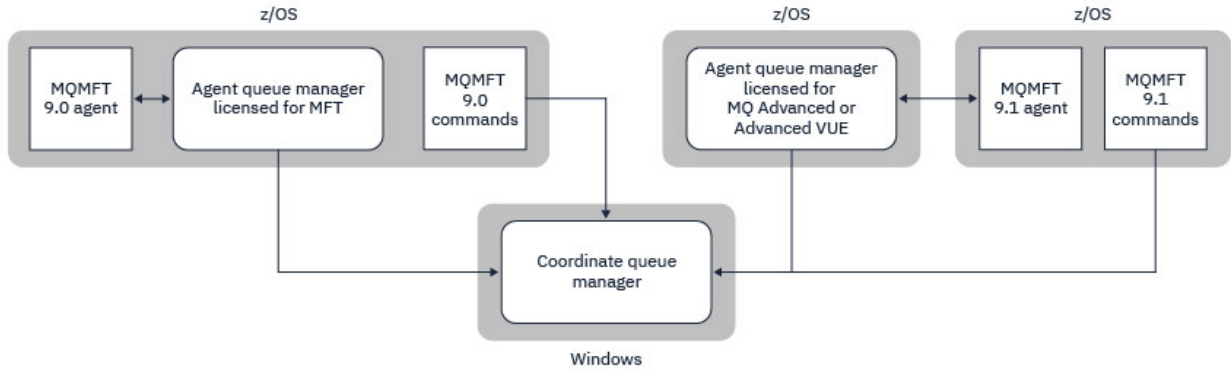 z/OS
z/OS
z/OS
MQMFT
9.0 agent
Agent queue manager
licensed for MFT
MQMFT
9.0
commands
Agent queue manager
licensed for
MQ Advanced or
Advanced VUE
MQMFT
9.1 agent
MQMFT
9.1
commands
Coordinate queue
manager
Windows